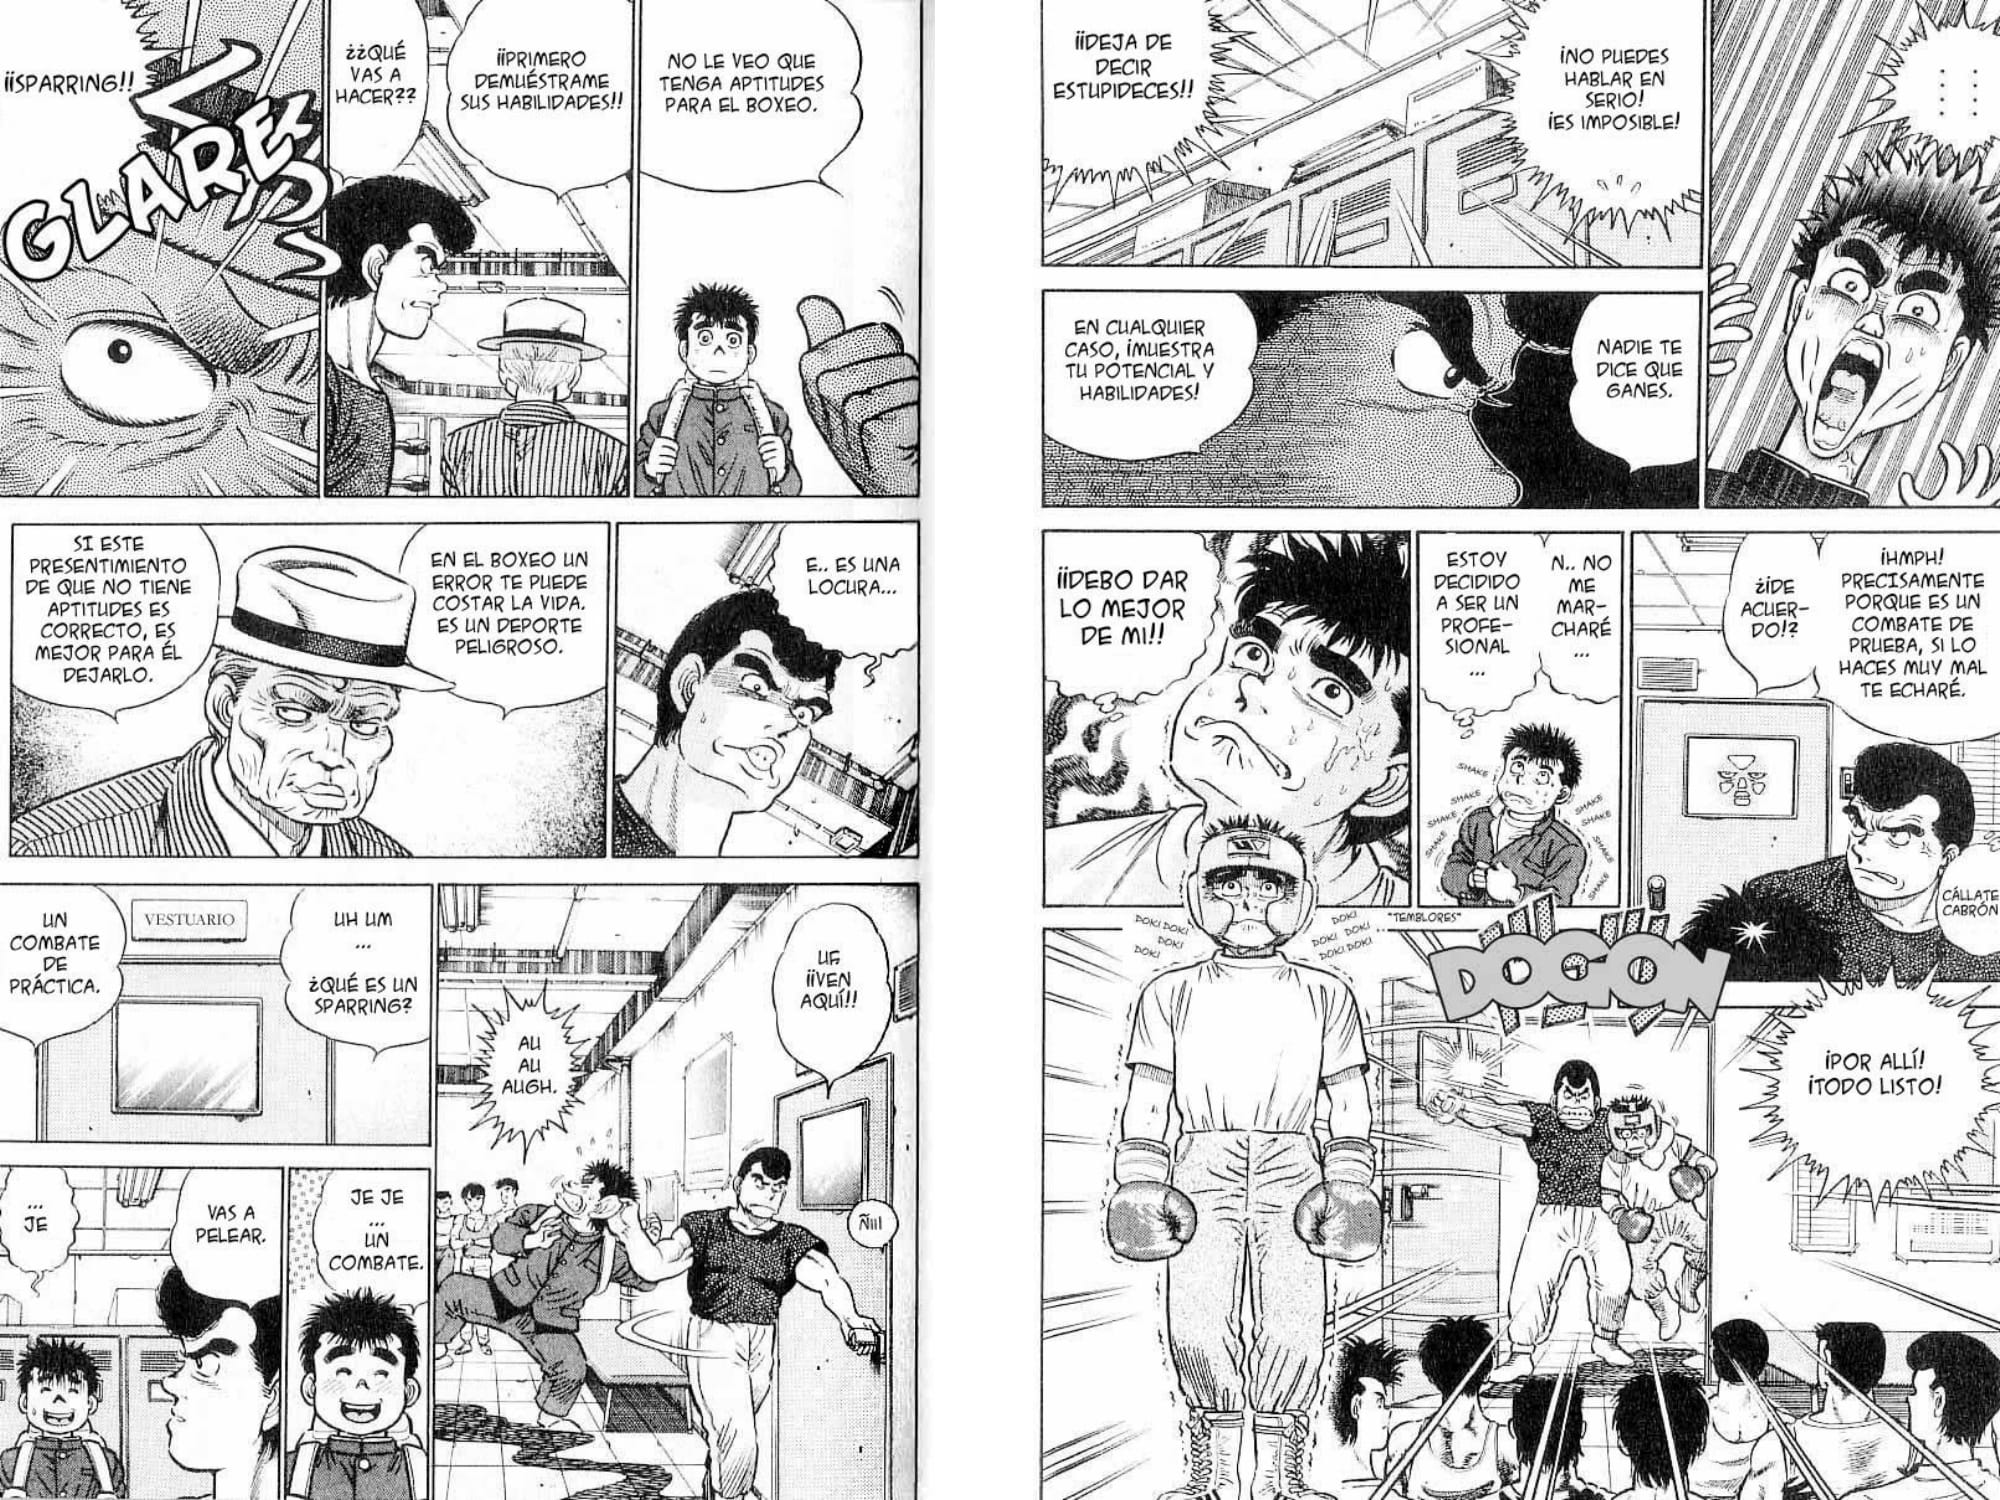 NO LE VEO QUE
TENGA APTITUDES
PARA EL BOXEO.
¡¡PRIMERO
DEMUÉSTRAME
SUS HABILIDADES!!
¿¿QUÉ
VAS A
HACER??
¡¡SPARRING!!
GLARE
E.. ES UNA
LOCURA...
EN EL BOXEO UN
ERROR TE PUEDE
COSTAR LA VIDA.
ES UN DEPORTE
PELIGROSO.
SI ESTE
PRESENTIMIENTO
DE QUE NO TIENE
APTITUDES ES
CORRECTO, ES
MEJOR PARA ÉL
DEJARLO.
UF
¡¡VEN
AQUÍ!!
ÑIIII
AU
AU
AUGH.
UH UM
...
¿QUÉ ES UN
SPARRING?
VESTUARIO
UN
COMBATE
DE
PRÁCTICA.
JE JE
...
UN
COMBATE.
VAS A
PELEAR.
...
JE
¡NO PUEDES
HABLAR EN
SERIO!
¡ES IMPOSIBLE!
¡¡DEJA DE
DECIR
ESTUPIDECES!!
NADIE TE
DICE QUE
GANES.
EN CUALQUIER
CASO, ¡MUESTRA
TU POTENCIAL Y
HABILIDADES!
¡HMPH!
PRECISAMENTE
PORQUE ES UN
COMBATE DE
PRUEBA, SI LO
HACES MUY MAL
TE ECHARÉ.
¿¡DE
ACUER-
DO!?
CÁLLATE
CABRÓN
N.. NO
ME
MAR-
CHARÉ
...
ESTOY
DECIDIDO
A SER UN
PROFE-
SIONAL
...
SHAKE
SHAKE
SHAKE
SHAKE
SHAKE
SHAKE
SHAKE
SHAKE
SHAKE
¡¡DEBO DAR
LO MEJOR
DE MI!!
DOGON
¡POR ALLÍ!
¡TODO LISTO!
"TEMBLORES"
DOKI
DOKI DOKI
DOKI DOKI
DOKI DOKI
DOKI
DOKI